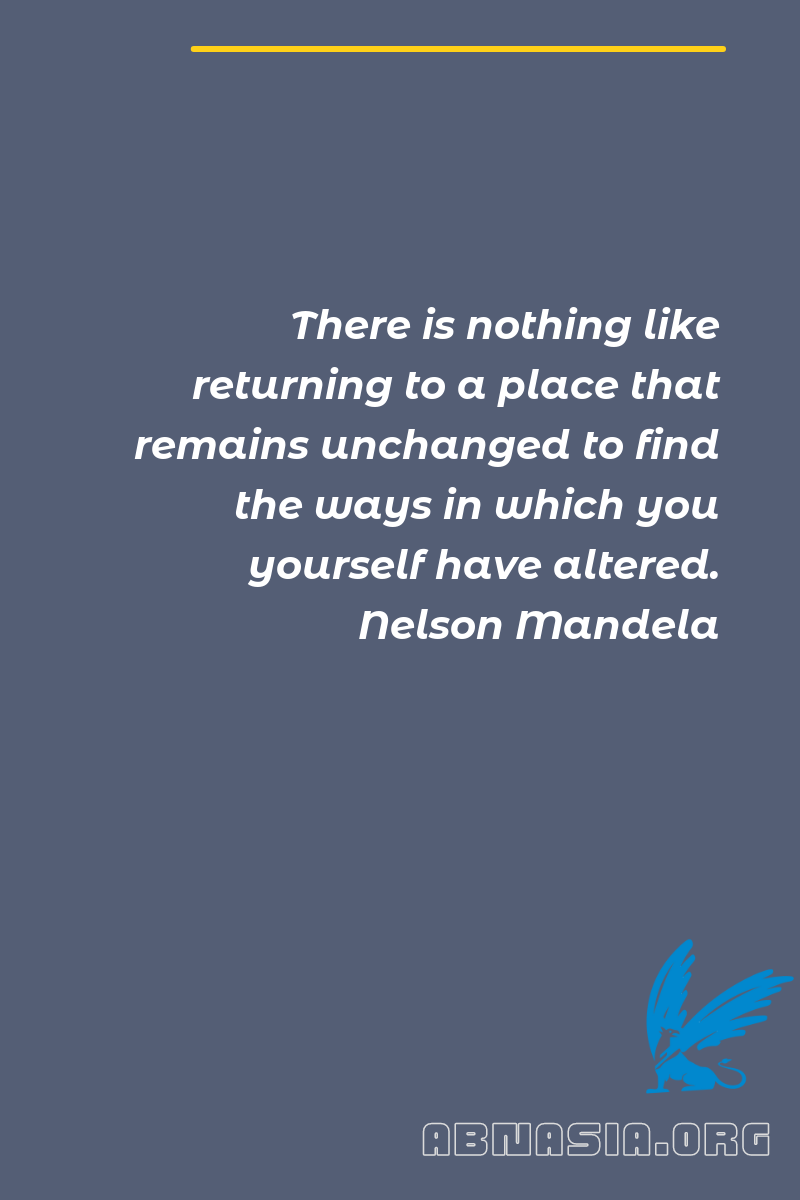 There is nothing like
returning to a place that
remains unchanged to find
the ways in which you
yourself have altered.
Nelson Mandela
ABNASIA.ORG